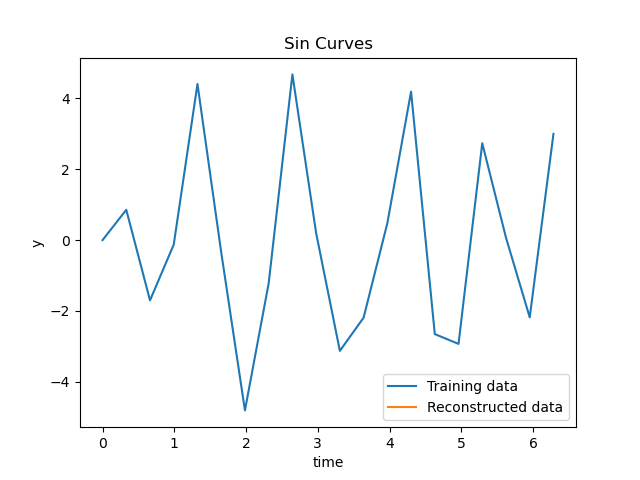 Sin Curves
4
2
0
−2
−4
y
0
1
2
3
4
5
6
time
Training data
Reconstructed data